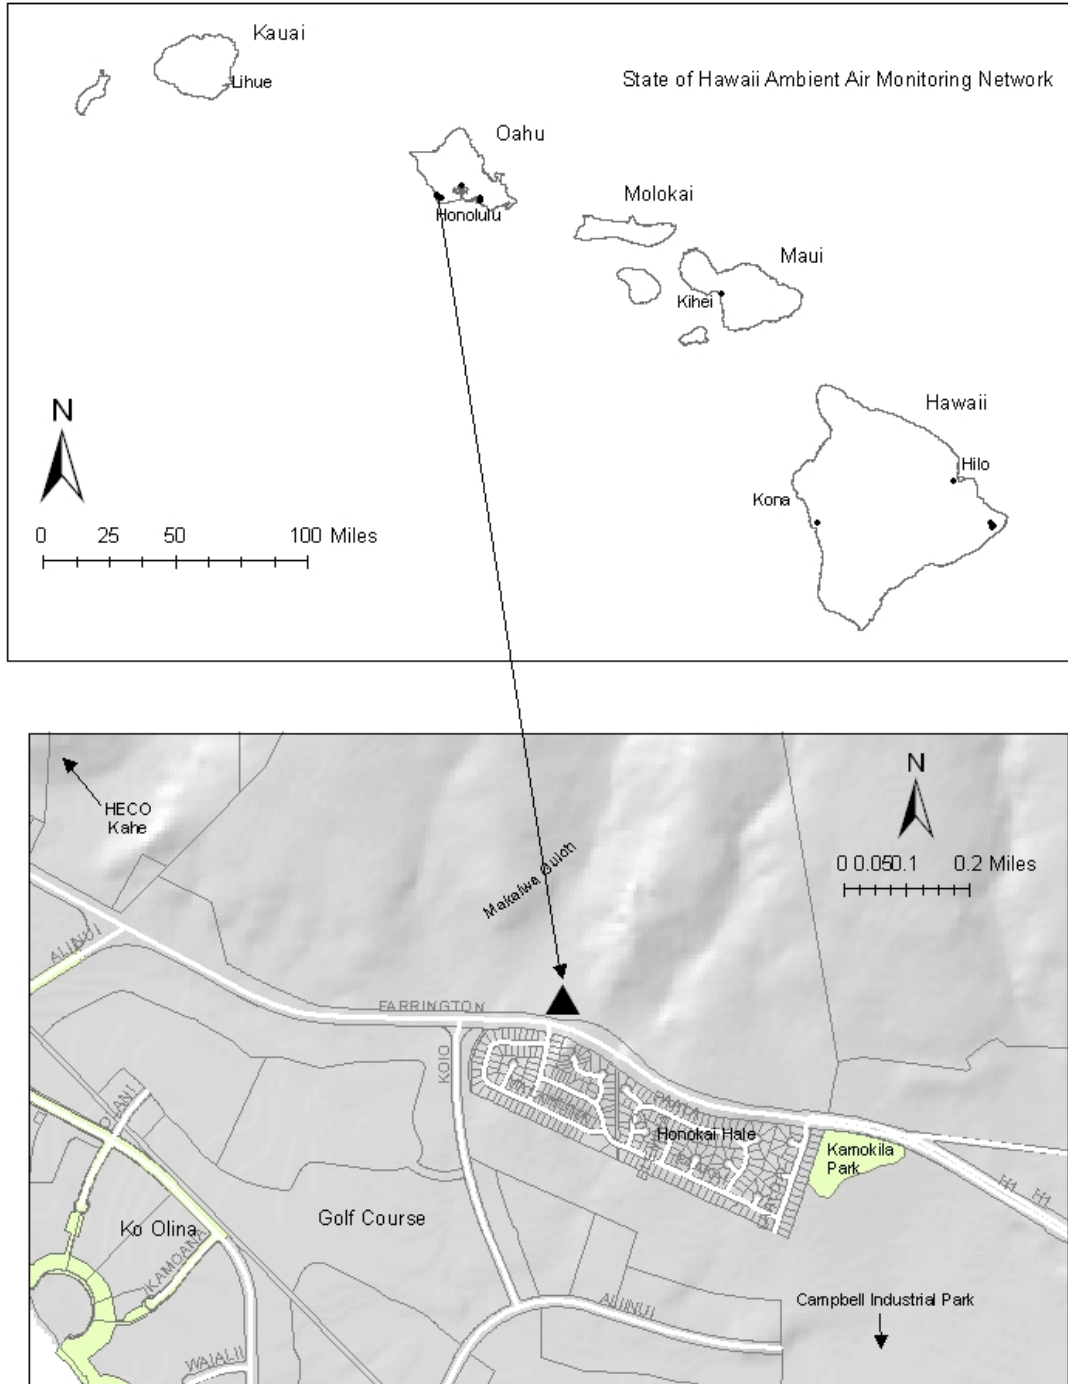 Kauai
Lihue
State of Hawaii Ambient Air Monitoring Network
Oahu
Honolulu
Molokai
Maui
Kihei
Hawaii
Hilo
Kona
N
0 25 50 100 Miles
N
HECO
Kahe
0 0.050.1 0.2 Miles
Makaiwa Gulch
ALINUI
FARRINGTON
KOIO
OLANI
Honokai Hale
Kamokila
Park
H1 H1
Ko Olina
Golf Course
KAMOANA
ALIINUI
Campbell Industrial Park
WAIALII